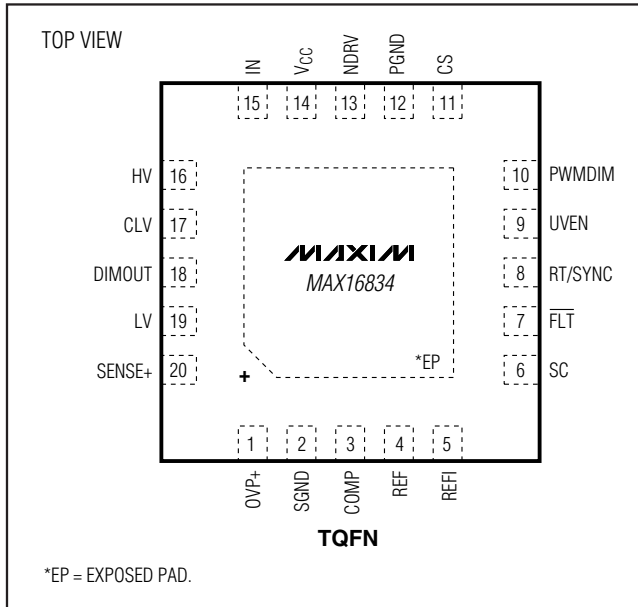 TOP VIEW
IN
VCC
NDRV
PGND
CS
15
14
13
12
11
HV 16
CLV 17
DIMOUT 18
LV 19
SENSE+ 20
10 PWMDIM
9 UVEN
8 RT/SYNC
7 FLT
6 SC
MAXIM
MAX16834
*EP
+
1
2
3
4
5
OVP+
SGND
COMP
REF
REFI
TQFN
*EP = EXPOSED PAD.